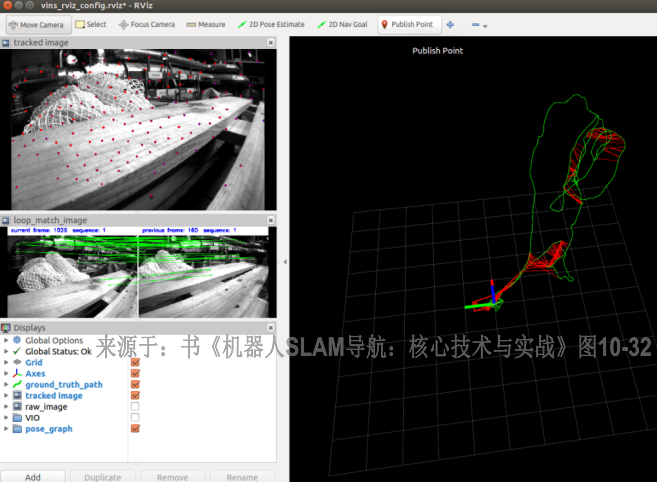 vins_rviz_config.rviz* - RViz
Move Camera Select Focus Camera Measure 2D Pose Estimate 2D Nav Goal Publish Point
tracked image
Publish Point
loop_match_image
current frame: 1025 sequence: 1 previous frame: 160 sequence: 1
Displays
Global Options
Global Status: Ok
Grid
Axes
ground_truth_path
tracked image
raw_image
VIO
pose_graph
来源于：书《机器人SLAM导航：核心技术与实战》图10-32
Add Duplicate Remove Rename